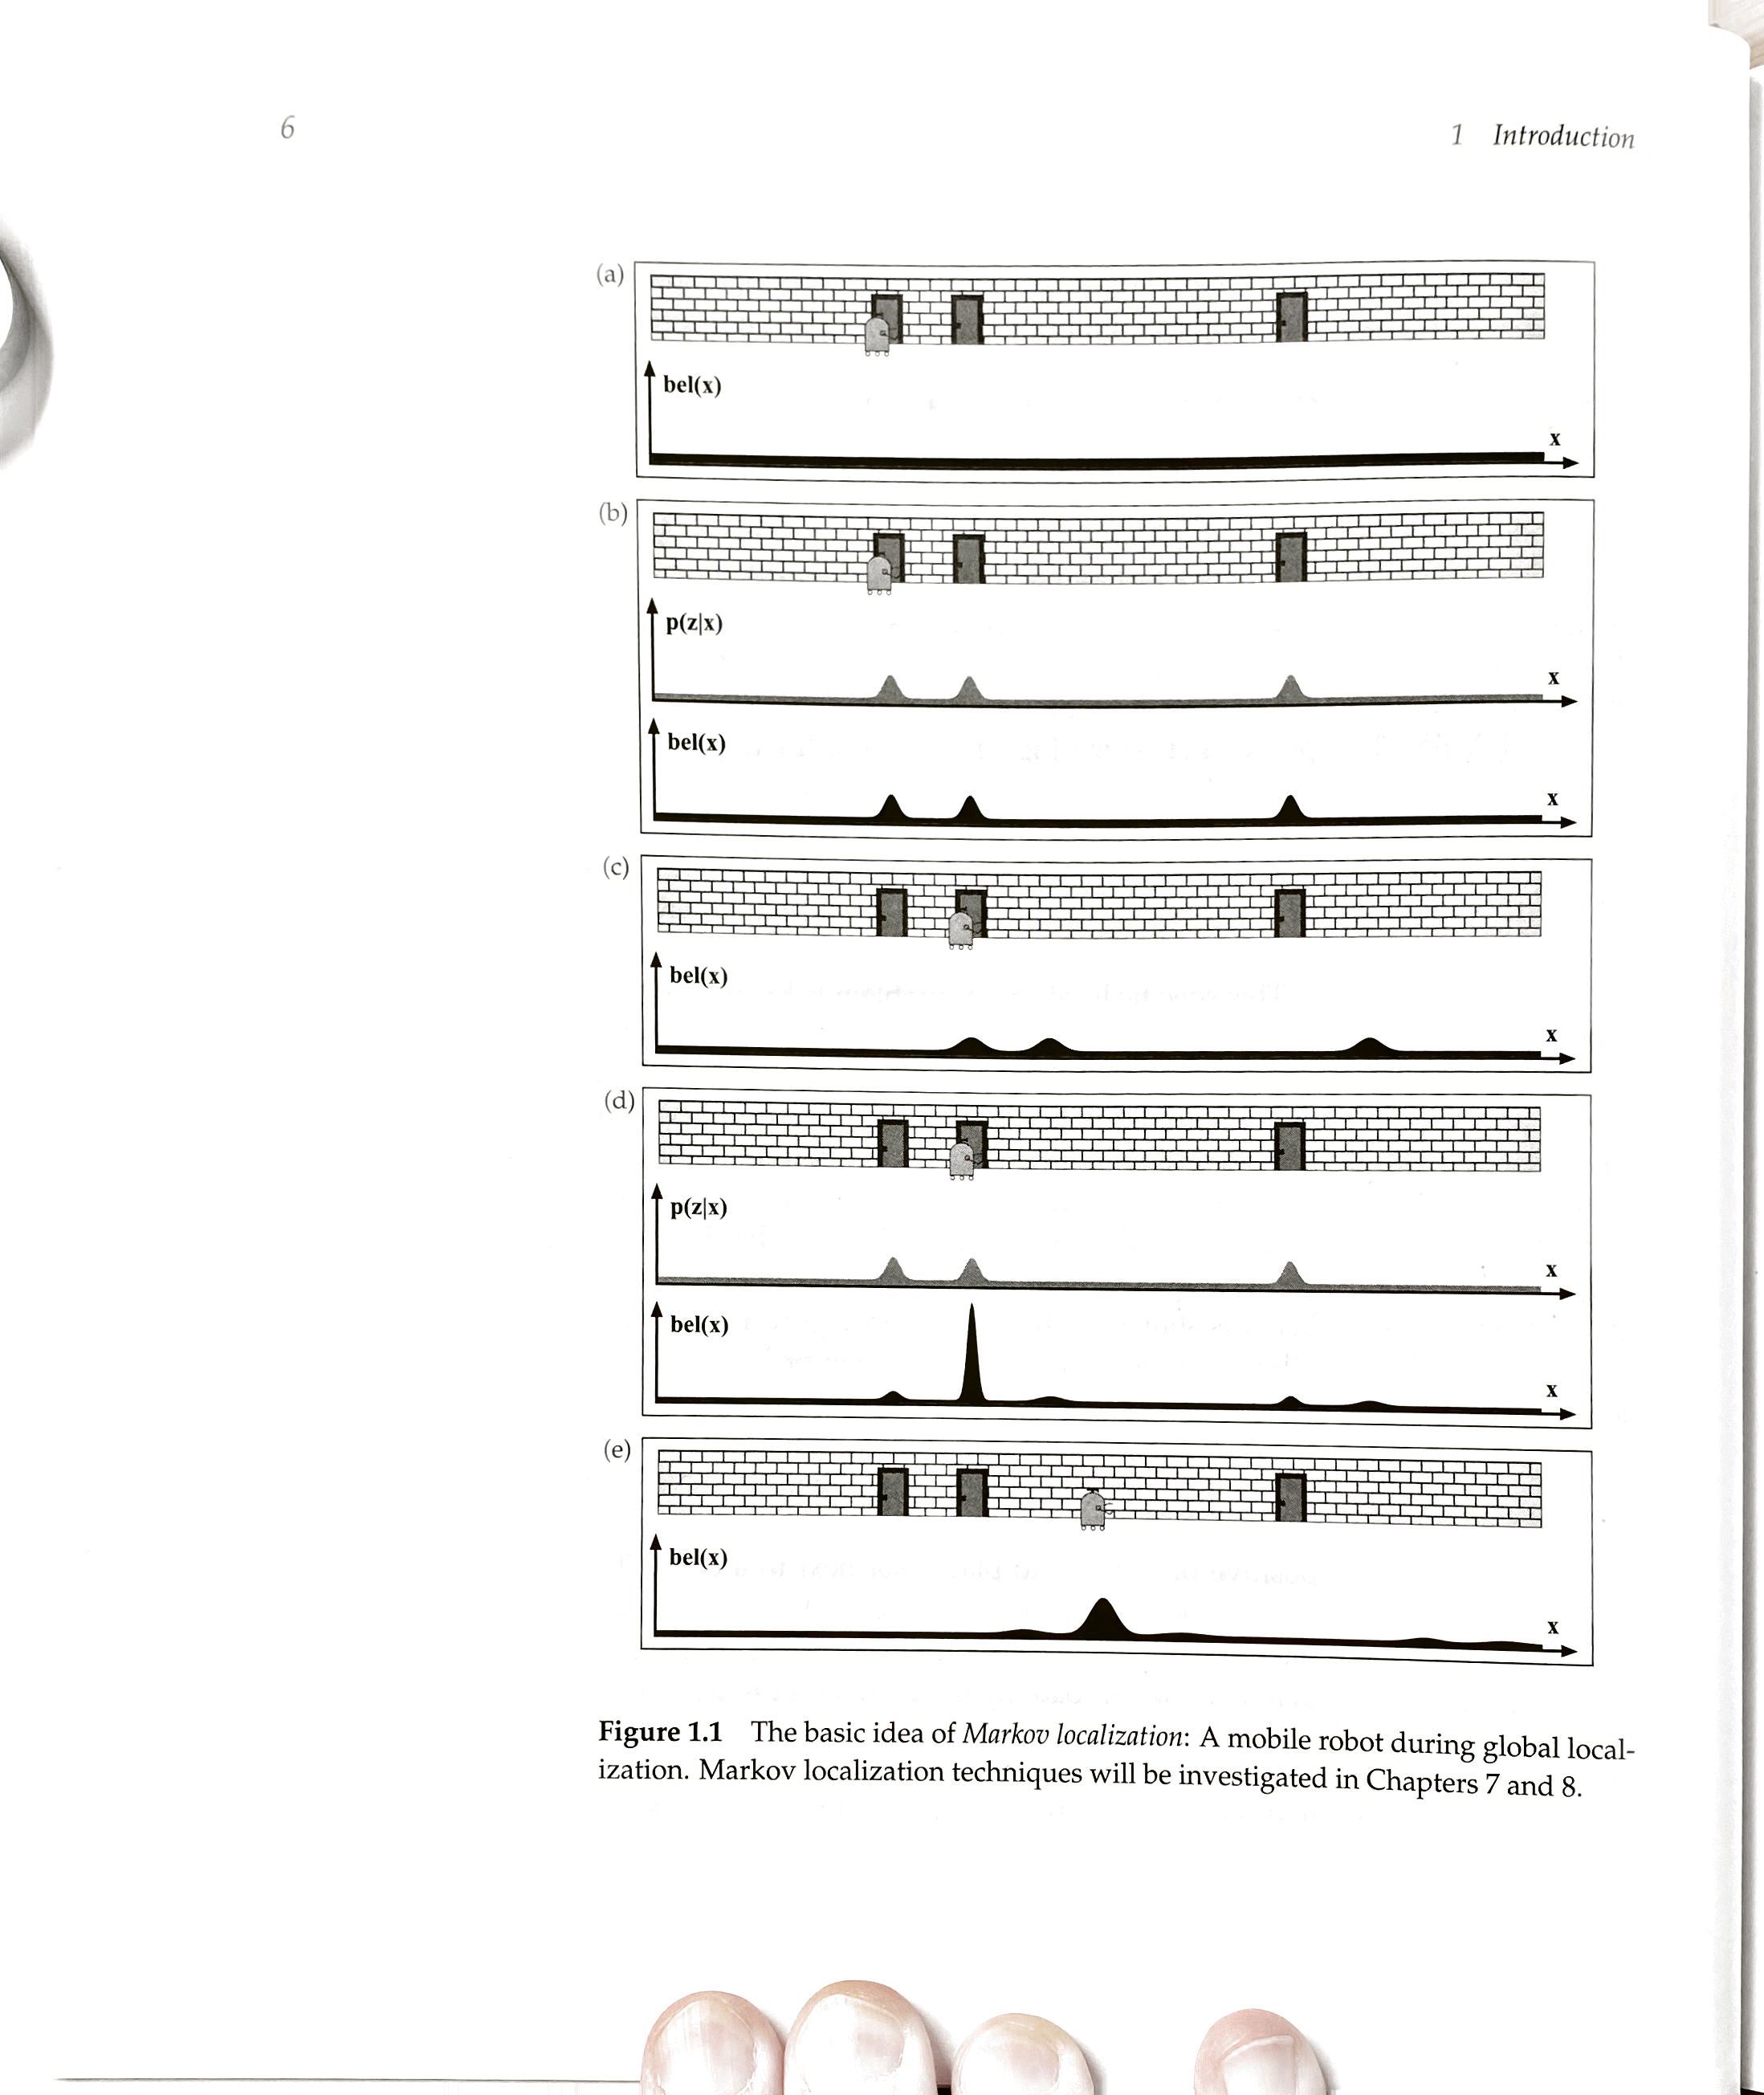 6
1 Introduction
(a)
bel(x)
x
(b)
p(z|x)
x
bel(x)
x
(c)
bel(x)
x
(d)
p(z|x)
x
bel(x)
x
(e)
bel(x)
x
Figure 1.1 The basic idea of Markov localization: A mobile robot during global local-
ization. Markov localization techniques will be investigated in Chapters 7 and 8.